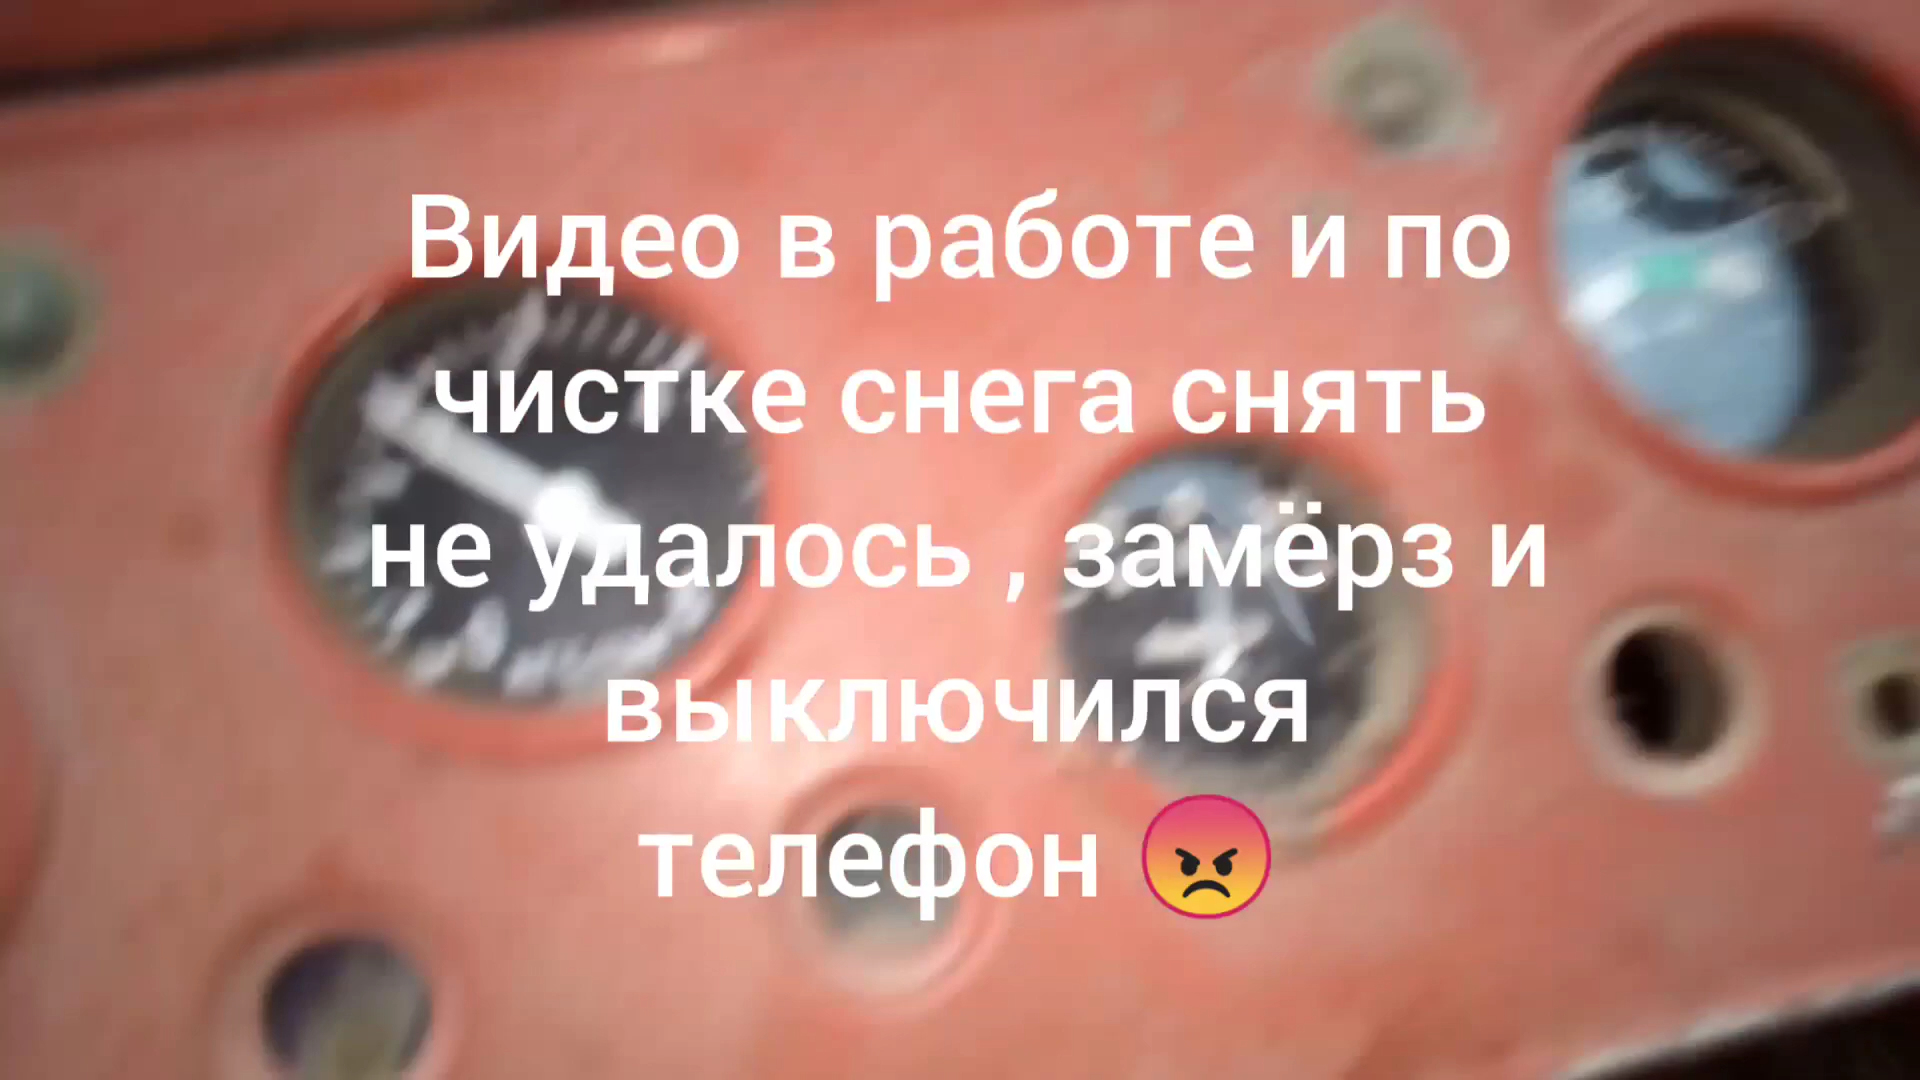 Видео в работе и по
чистке снега снять
не удалось , замёрз и
выключился
телефон 😡